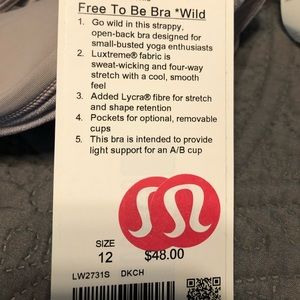 Free To Be Bra *Wild
1. Go wild in this strappy,
open-back bra designed for
small-busted yoga enthusiasts
2. Luxtreme® fabric is
sweat-wicking and four-way
stretch with a cool, smooth
feel
3. Added Lycra® fibre for stretch
and shape retention
4. Pockets for optional, removable
cups
5. This bra is intended to provide
light support for an A/B cup
SIZE
12 $48.00
LW2731S DKCH